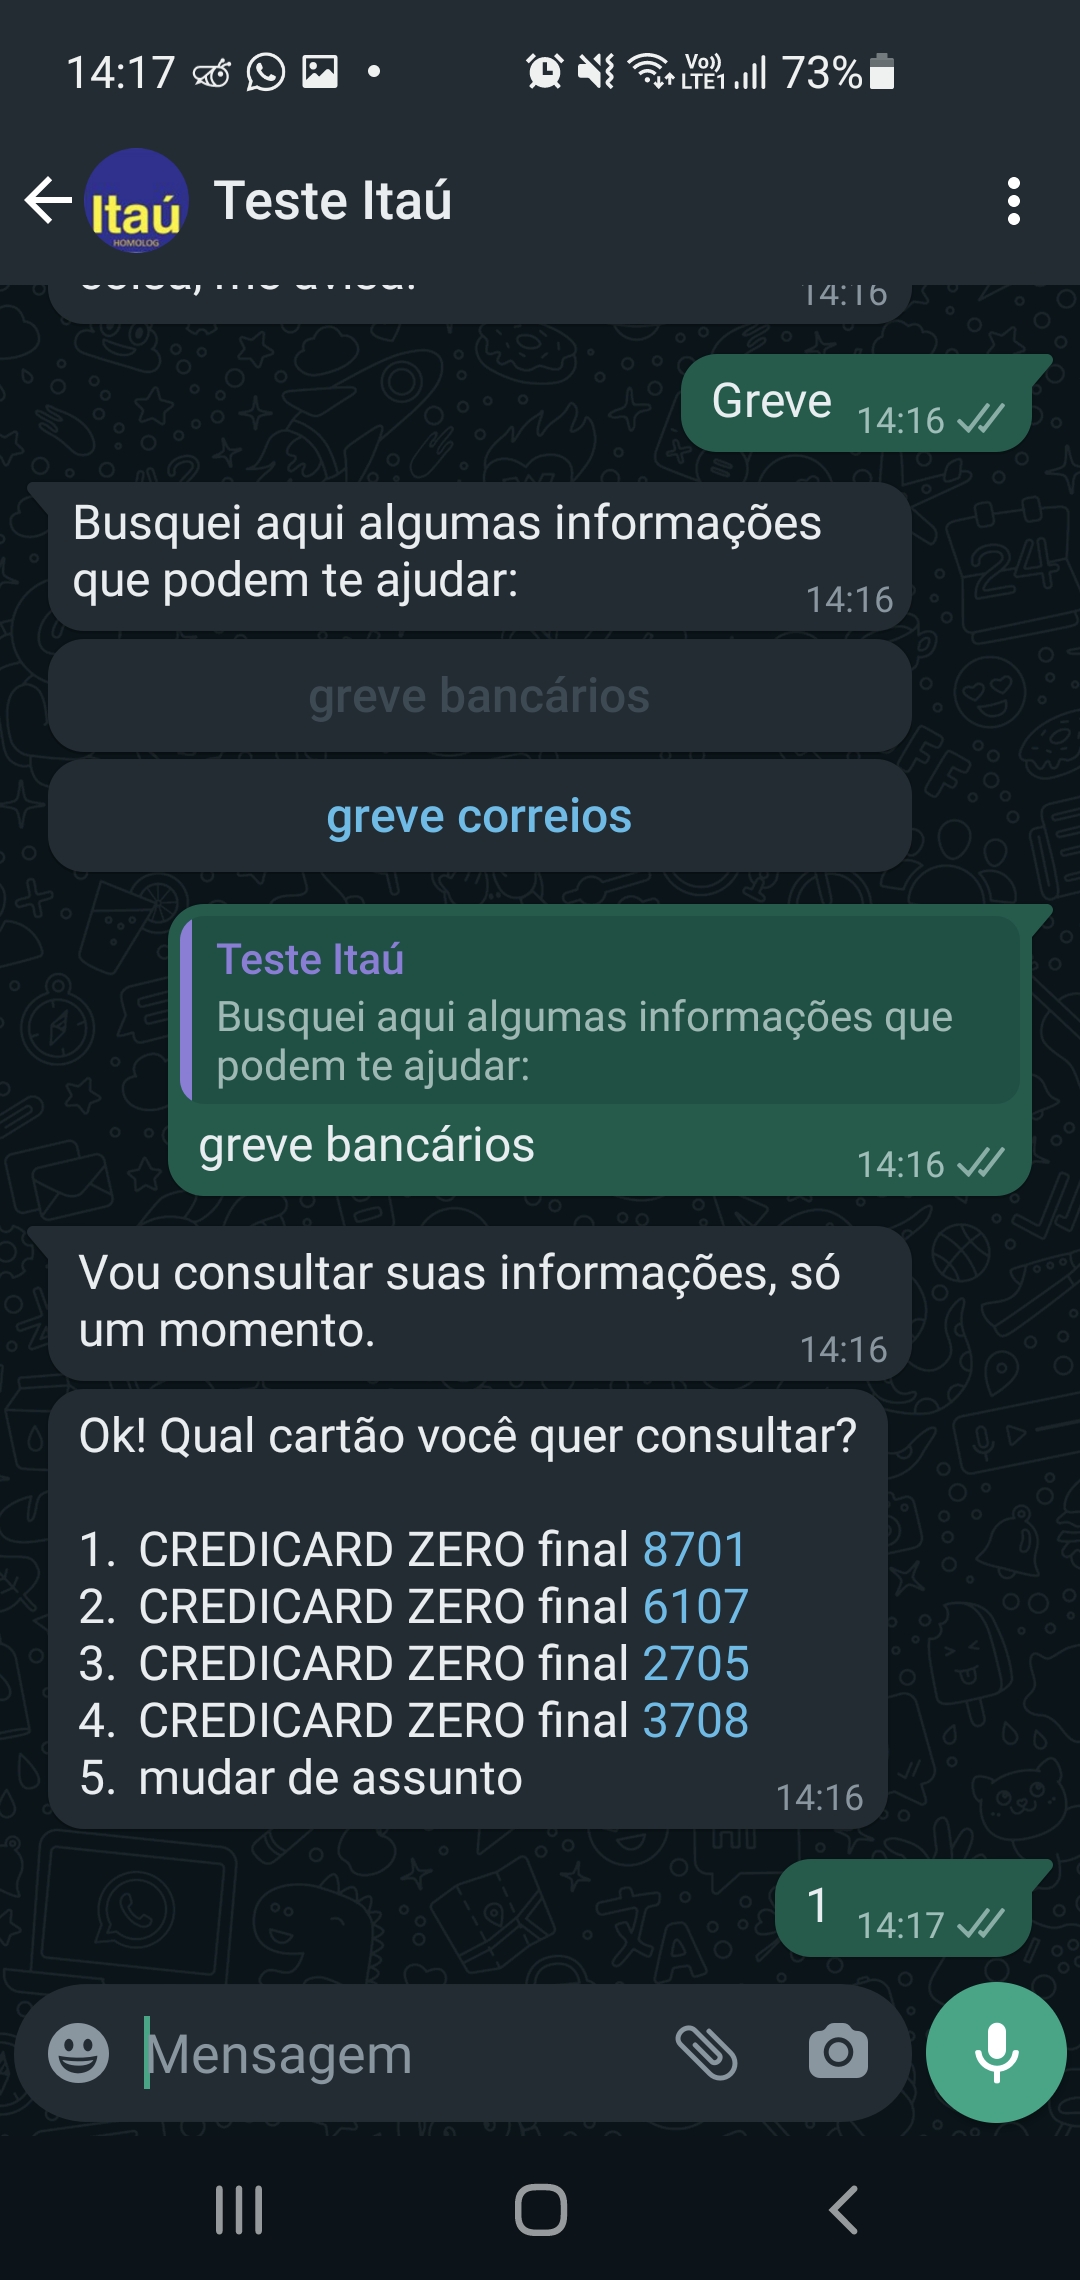 14:17
Vo))
LTE1
73%
Itaú
HOMOLOG
Teste Itaú
14:16
Greve 14:16
Busquei aqui algumas informações
que podem te ajudar:
14:16
greve bancários
greve correios
Teste Itaú
Busquei aqui algumas informações que
podem te ajudar:
greve bancários
14:16
Vou consultar suas informações, só
um momento.
14:16
Ok! Qual cartão você quer consultar?
1. CREDICARD ZERO final 8701
2. CREDICARD ZERO final 6107
3. CREDICARD ZERO final 2705
4. CREDICARD ZERO final 3708
5. mudar de assunto
14:16
1 14:17
Mensagem